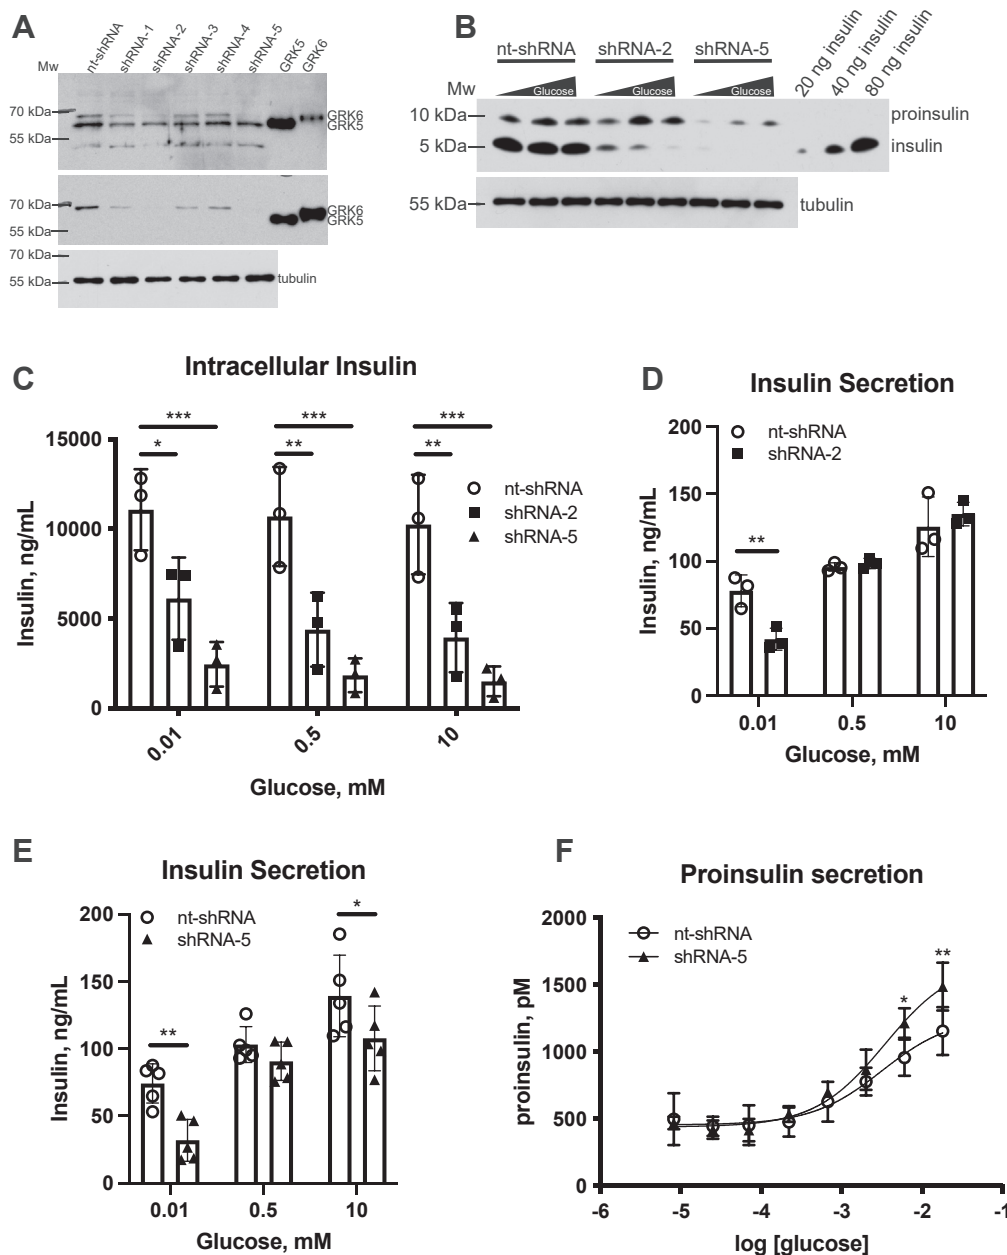 A
nt-shRNA shRNA-1 shRNA-2 shRNA-3 shRNA-4 shRNA-5 GRK5 GRK6
Mw
70 kDa
55 kDa
GRK6
GRK5
70 kDa
55 kDa
GRK6
GRK5
70 kDa
55 kDa
tubulin
B
nt-shRNA shRNA-2 shRNA-5 20 ng insulin 40 ng insulin 80 ng insulin
Mw Glucose Glucose Glucose
10 kDa proinsulin
5 kDa insulin
55 kDa tubulin
C
Intracellular Insulin
*** *** ***
* ** **
15000
10000
5000
0
Insulin, ng/mL
nt-shRNA
shRNA-2
shRNA-5
0.01 0.5 10
Glucose, mM
D
Insulin Secretion
200
150
100
50
0
Insulin, ng/mL
nt-shRNA
shRNA-2
**
0.01 0.5 10
Glucose, mM
E
Insulin Secretion
200
150
100
50
0
Insulin, ng/mL
nt-shRNA
shRNA-5
*
**
0.01 0.5 10
Glucose, mM
F
Proinsulin secretion
2000
1500
1000
500
0
proinsulin, pM
nt-shRNA
shRNA-5
**
*
-6 -5 -4 -3 -2 -1
log [glucose]